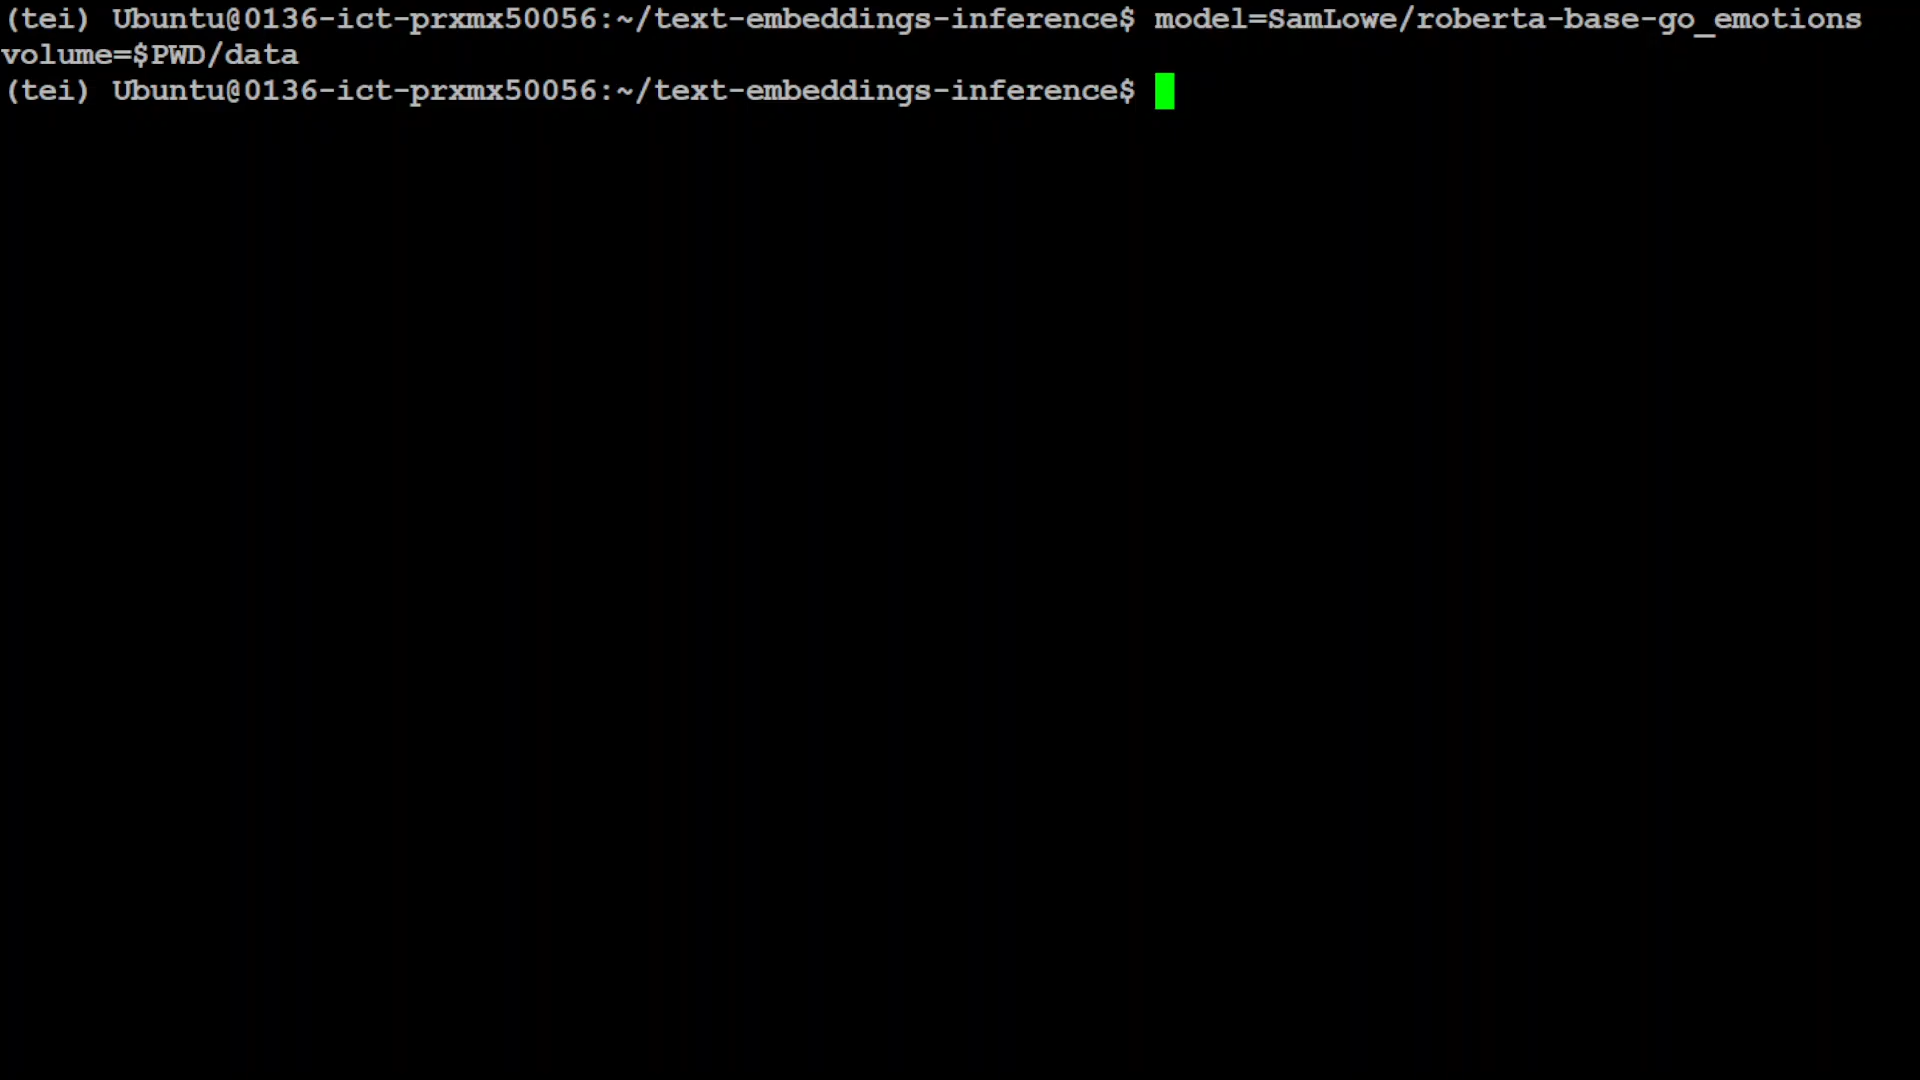 (tei) Ubuntu@0136-ict-prxmx50056:~/text-embeddings-inference$ model=SamLowe/roberta-base-go_emotions
volume=$PWD/data
(tei) Ubuntu@0136-ict-prxmx50056:~/text-embeddings-inference$